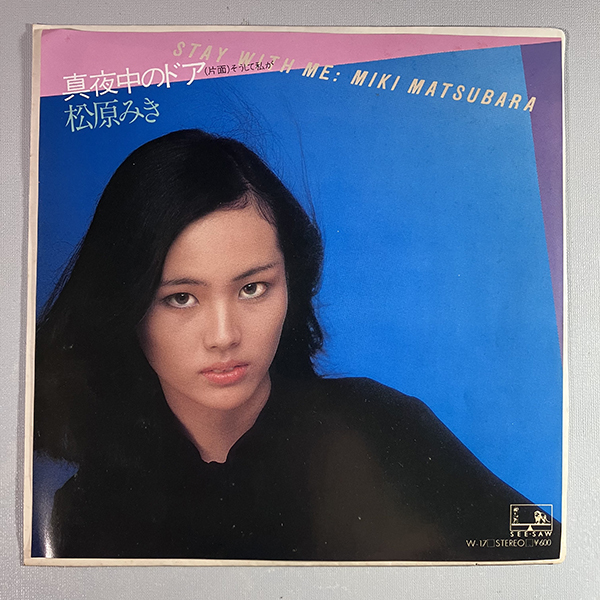 STAY WITH ME: MIKI MATSUBARA
真夜中のドア(片面)そうして私が
松原みき
SEE·SAW
W-17□STEREO□¥600